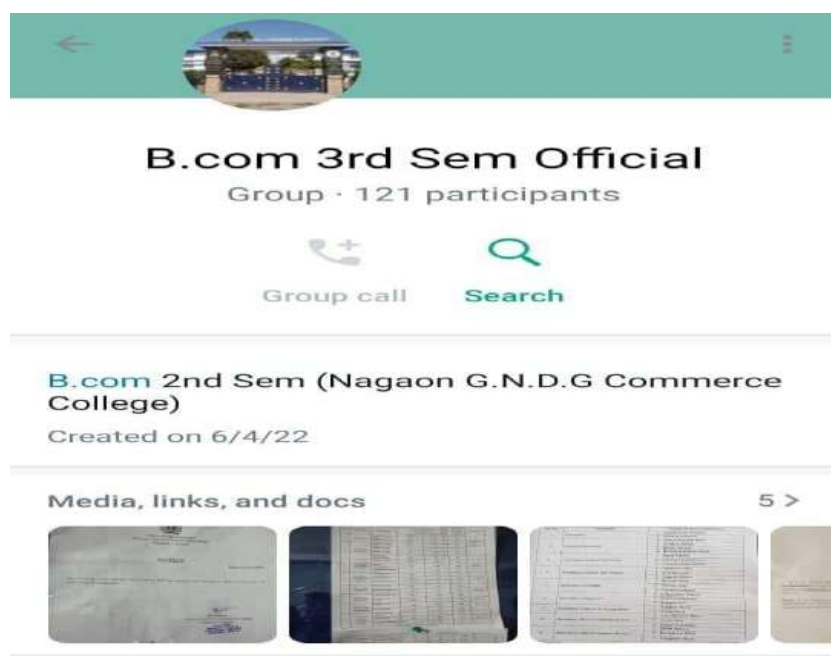 B.com 3rd Sem Official
Group · 121 participants
Group call
Search
B.com 2nd Sem (Nagaon G.N.D.G Commerce
College)
Created on 6/4/22
Media, links, and docs
5 >